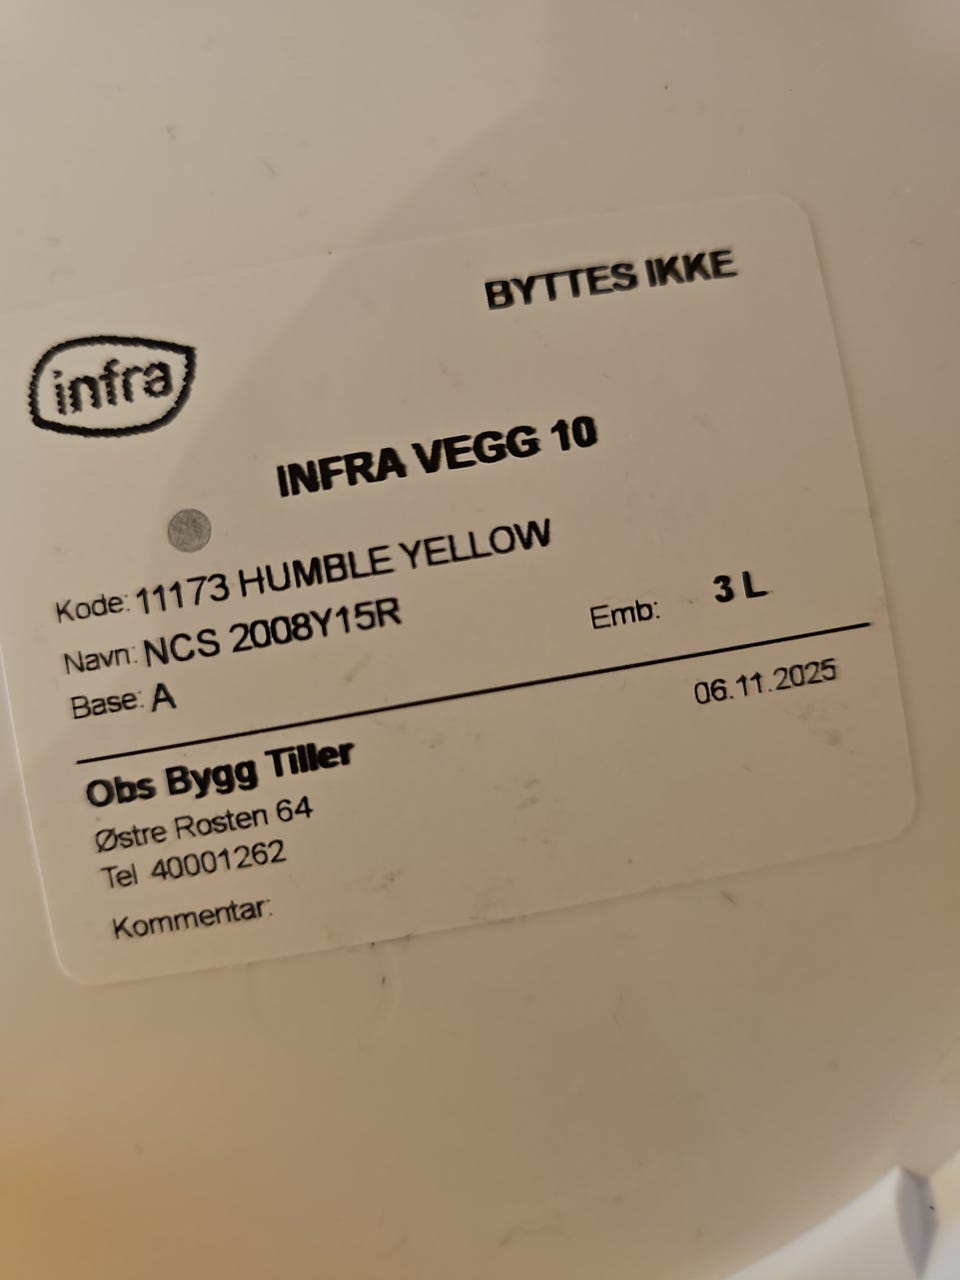 BYTTES IKKE
infra
INFRA VEGG 10
Kode: 11173 HUMBLE YELLOW
Navn: NCS 2008Y15R
Emb: 3 L
Base: A
06.11.2025
Obs Bygg Tiller
Østre Rosten 64
Tel 40001262
Kommentar: